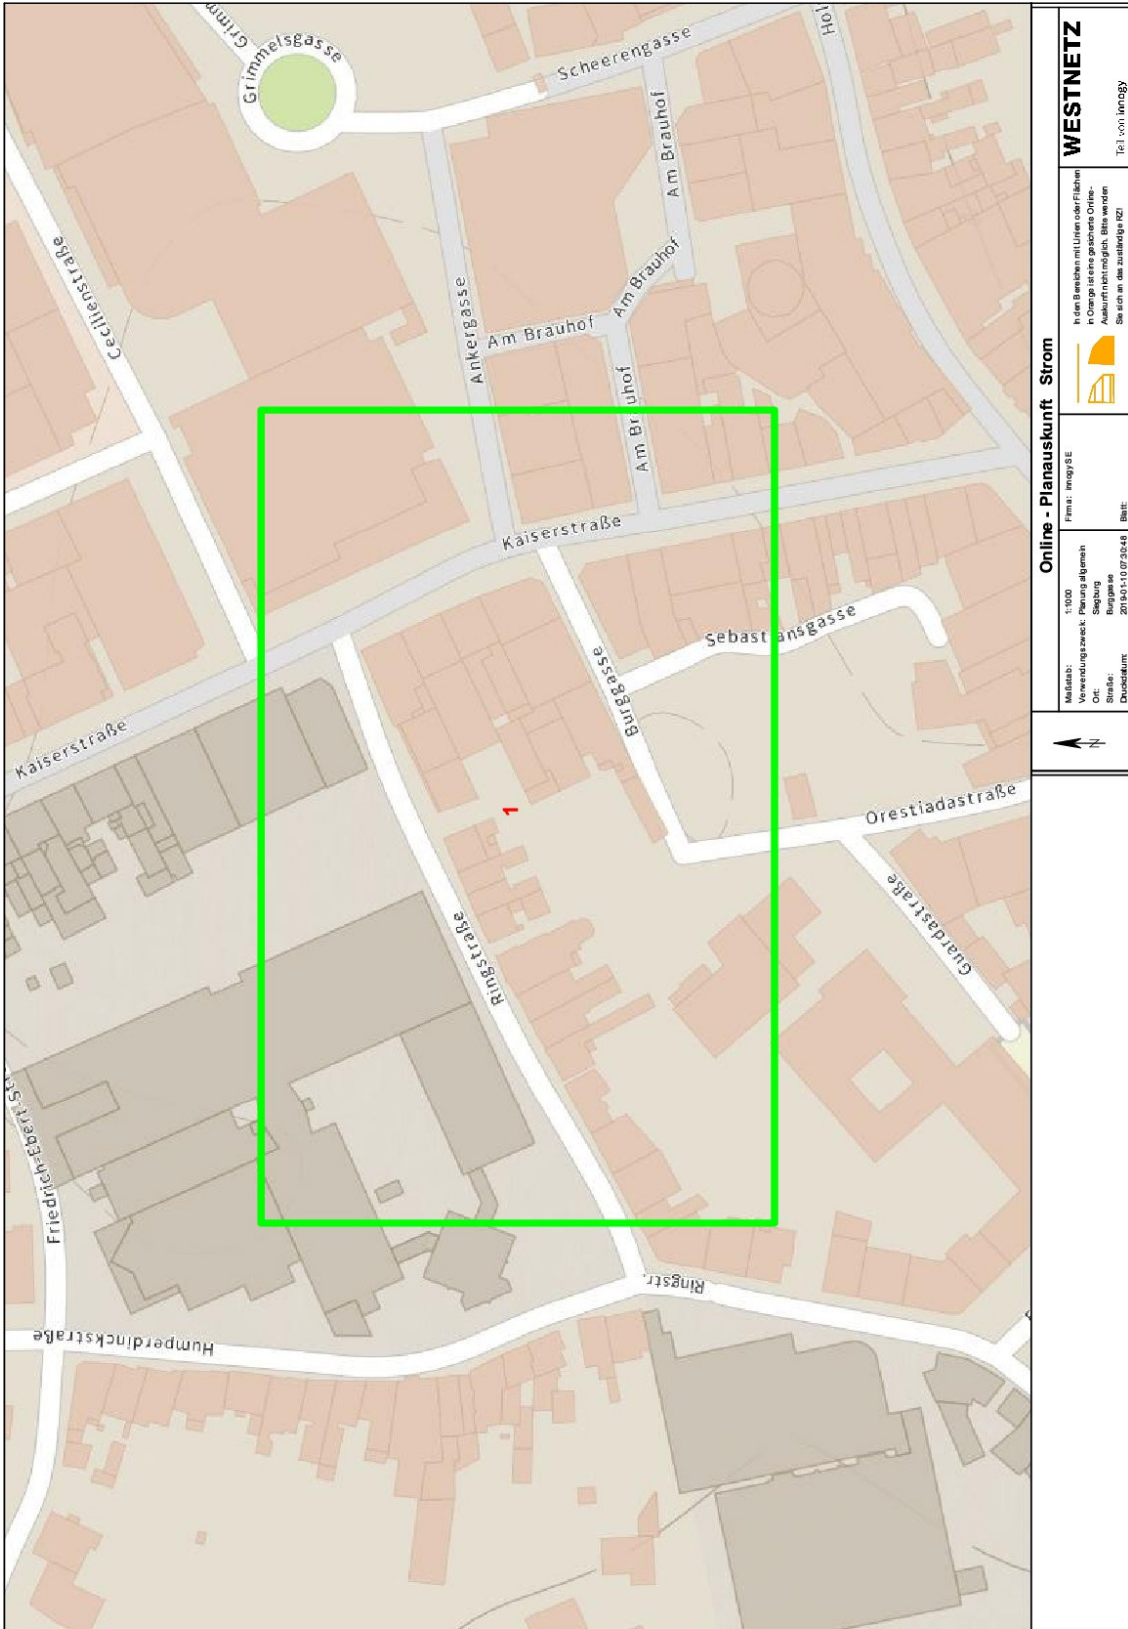 Grimmelsgasse
Grimm
Scheerengasse
Hol
Cecilienstraße
Ankergasse
Am Brauhof
Am Brauhof
Am Brauhof
Am Brauhof
Kaiserstraße
Kaiserstraße
Burggasse
Sebastiansgasse
Orestiadastraße
Guardastraße
Ringstraße
1
Friedrich-Ebert-Str
Humperdinckstraße
Ringstr.
Online - Planauskunft Strom
N
Maßstab: 1:1000
Verwendungszweck: Planung allgemein
Ort: Siegburg
Straße: Burggasse
Druckdatum: 2019-01-10 07:30:48
Firma: innogy SE
Blatt:
In den Bereichen mit Linien oder Flächen
in Orange ist eine gesicherte Online-
Auskunft nicht möglich. Bitte wenden
Sie sich an das zuständige RZ!
WESTNETZ
Teil von innogy